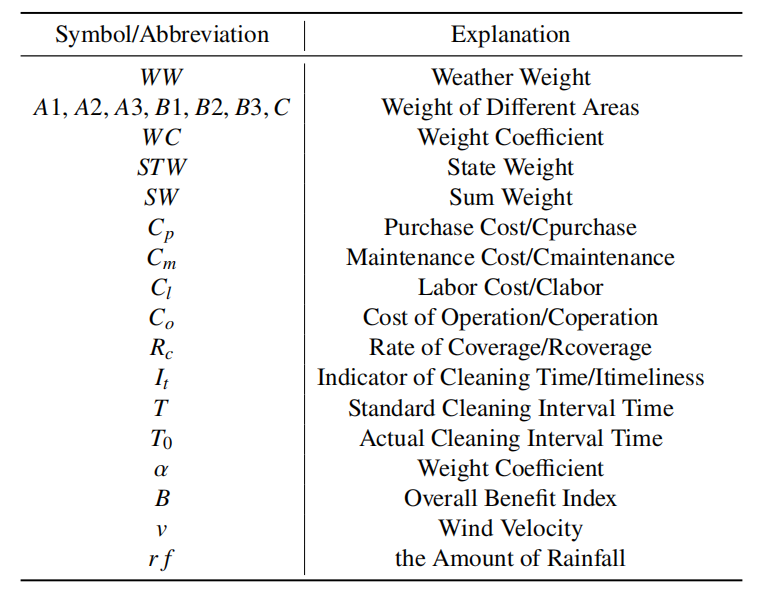 Symbol/Abbreviation Explanation
WW Weather Weight
A1, A2, A3, B1, B2, B3, C Weight of Different Areas
WC Weight Coefficient
STW State Weight
SW Sum Weight
C_p Purchase Cost/Cpurchase
C_m Maintenance Cost/Cmaintenance
C_l Labor Cost/Clabor
C_o Cost of Operation/Coperation
R_c Rate of Coverage/Rcoverage
I_t Indicator of Cleaning Time/Itimeliness
T Standard Cleaning Interval Time
T_0 Actual Cleaning Interval Time
α Weight Coefficient
B Overall Benefit Index
v Wind Velocity
rf the Amount of Rainfall